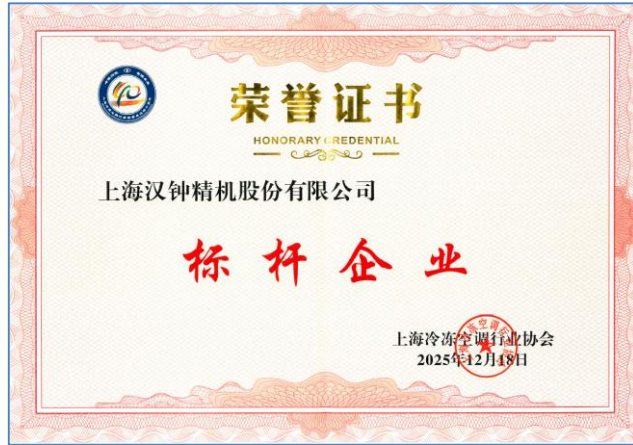 荣誉证书
HONORARY CREDENTIAL
上海汉钟精机股份有限公司
标杆企业
上海冷冻空调行业协会
2025年12月18日